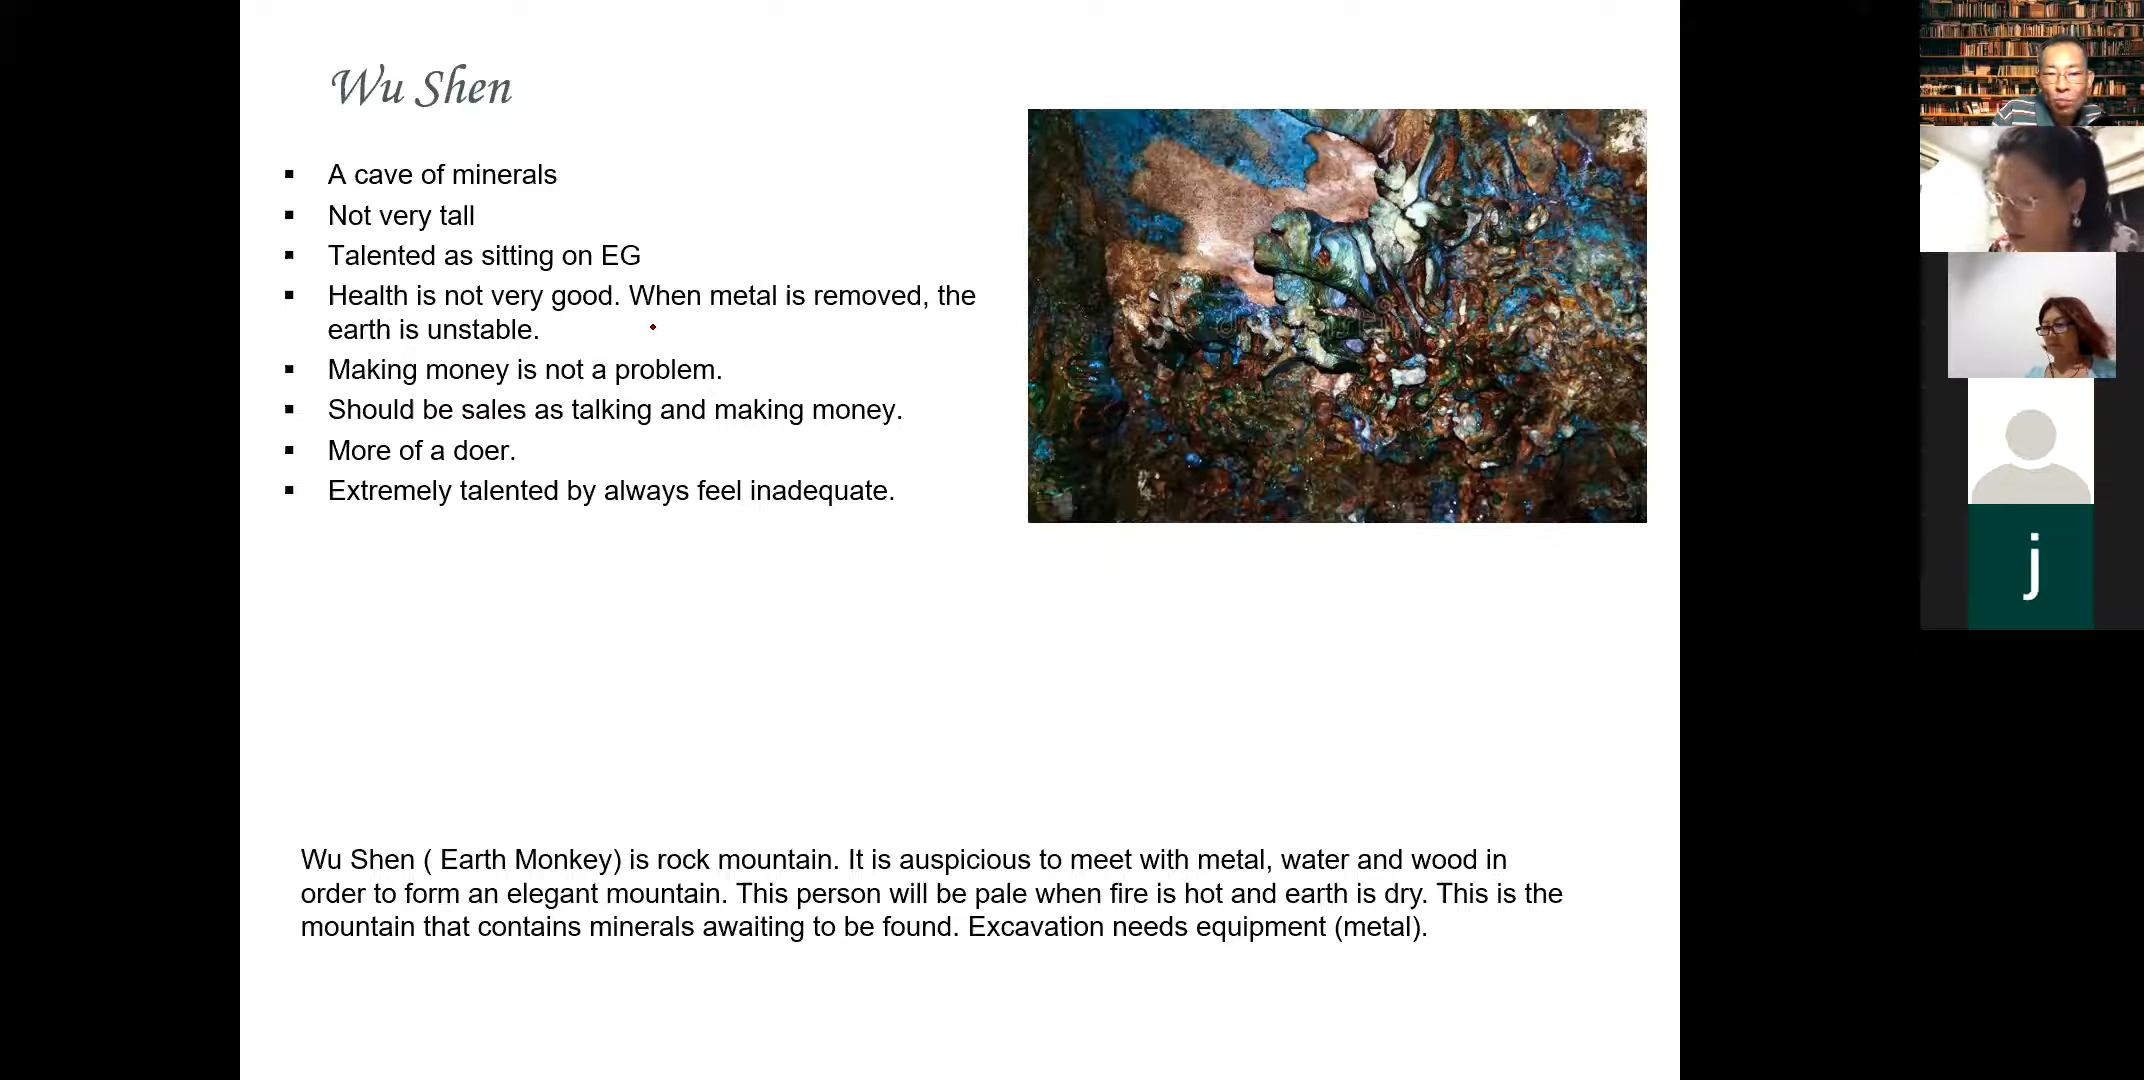 Wu Shen
▪ A cave of minerals
▪ Not very tall
▪ Talented as sitting on EG
▪ Health is not very good. When metal is removed, the
earth is unstable.
▪ Making money is not a problem.
▪ Should be sales as talking and making money.
▪ More of a doer.
▪ Extremely talented by always feel inadequate.
Wu Shen ( Earth Monkey) is rock mountain. It is auspicious to meet with metal, water and wood in
order to form an elegant mountain. This person will be pale when fire is hot and earth is dry. This is the
mountain that contains minerals awaiting to be found. Excavation needs equipment (metal).
j